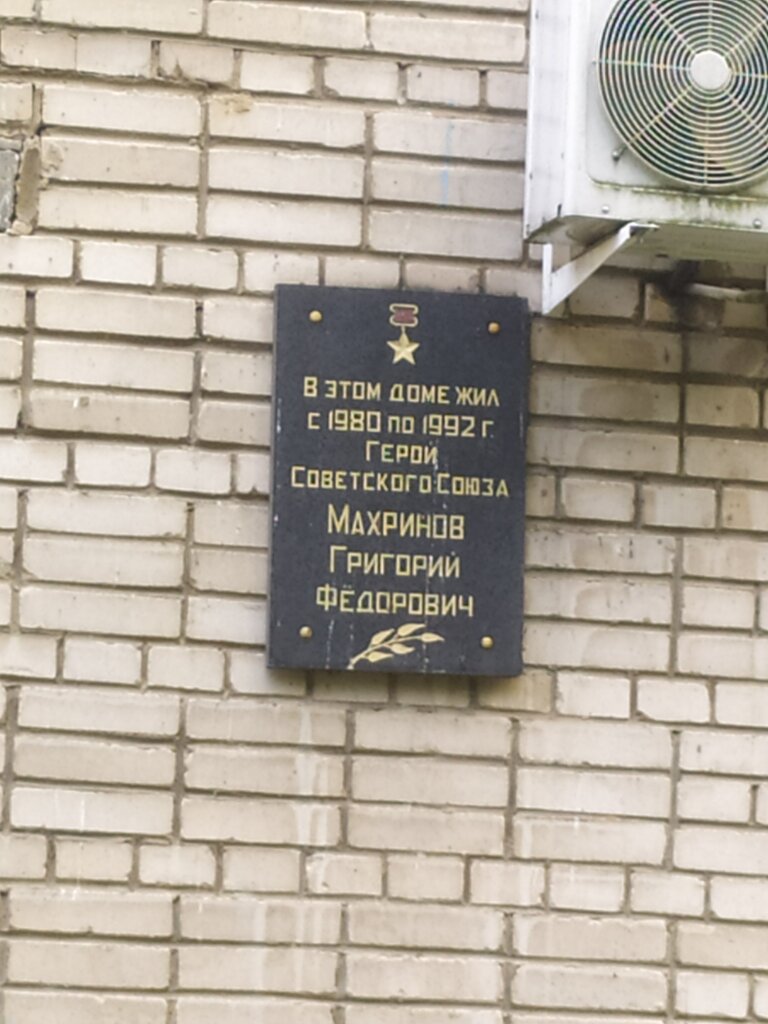 В ЭТОМ ДОМЕ ЖИЛ
С 1980 ПО 1992 Г.
ГЕРОЙ
СОВЕТСКОГО СОЮЗА
МАХРИНОВ
ГРИГОРИЙ
ФЁДОРОВИЧ